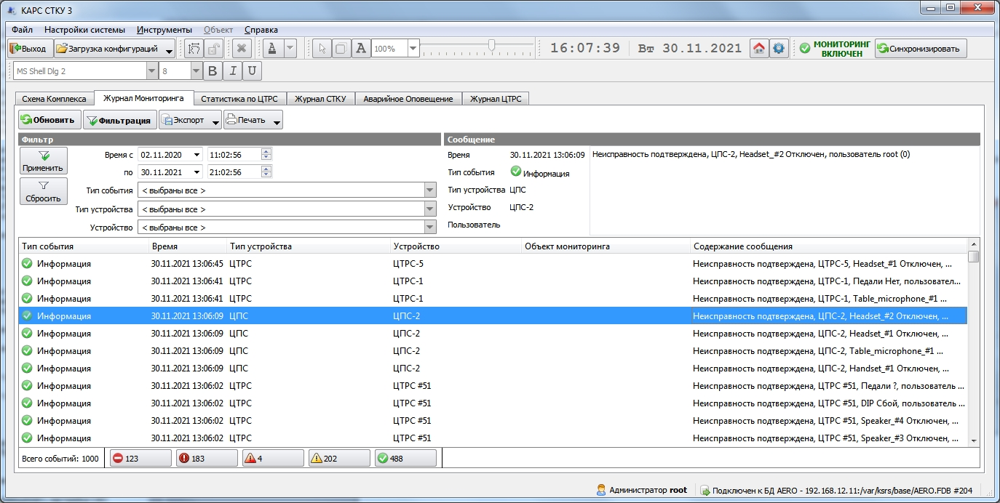 КАРС СТКУ 3
Файл Настройки системы Инструменты Объект Справка
Выход Загрузка конфигураций A 100% 16:07:39 Вт 30.11.2021 МОНИТОРИНГ ВКЛЮЧЕН Синхронизировать
MS Shell Dlg 2 8 B I U
Схема Комплекса Журнал Мониторинга Статистика по ЦТРС Журнал СТКУ Аварийное Оповещение Журнал ЦТРС
Обновить Фильтрация Экспорт Печать
Фильтр
Применить
Сбросить
Время с 02.11.2020 11:02:56
по 30.11.2021 21:02:56
Тип события < выбраны все >
Тип устройства < выбраны все >
Устройство < выбраны все >
Сообщение
Время 30.11.2021 13:06:09
Тип события Информация
Тип устройства ЦПС
Устройство ЦПС-2
Пользователь
Неисправность подтверждена, ЦПС-2, Headset_#2 Отключен, пользователь root (0)
Тип события Время Тип устройства Устройство Объект мониторинга Содержание сообщения
Информация 30.11.2021 13:06:45 ЦТРС ЦТРС-5 Неисправность подтверждена, ЦТРС-5, Headset_#1 Отключен, ...
Информация 30.11.2021 13:06:41 ЦТРС ЦТРС-1 Неисправность подтверждена, ЦТРС-1, Педали Нет, пользовател...
Информация 30.11.2021 13:06:41 ЦТРС ЦТРС-1 Неисправность подтверждена, ЦТРС-1, Table_microphone_#1 ...
Информация 30.11.2021 13:06:09 ЦПС ЦПС-2 Неисправность подтверждена, ЦПС-2, Headset_#2 Отключен, ...
Информация 30.11.2021 13:06:09 ЦПС ЦПС-2 Неисправность подтверждена, ЦПС-2, Headset_#1 Отключен, ...
Информация 30.11.2021 13:06:09 ЦПС ЦПС-2 Неисправность подтверждена, ЦПС-2, Table_microphone_#1 ...
Информация 30.11.2021 13:06:09 ЦПС ЦПС-2 Неисправность подтверждена, ЦПС-2, Handset_#1 Отключен, ...
Информация 30.11.2021 13:06:02 ЦТРС ЦТРС #51 Неисправность подтверждена, ЦТРС #51, Педали ?, пользователь ...
Информация 30.11.2021 13:06:02 ЦТРС ЦТРС #51 Неисправность подтверждена, ЦТРС #51, DIP Сбой, пользователь ...
Информация 30.11.2021 13:06:02 ЦТРС ЦТРС #51 Неисправность подтверждена, ЦТРС #51, Speaker_#4 Отключен, ...
Информация 30.11.2021 13:06:02 ЦТРС ЦТРС #51 Неисправность подтверждена, ЦТРС #51, Speaker_#3 Отключен, ...
Всего событий: 1000 123 183 4 202 488
Администратор root Подключен к БД AERO - 192.168.12.11:/var/ksrs/base/AERO.FDB #204